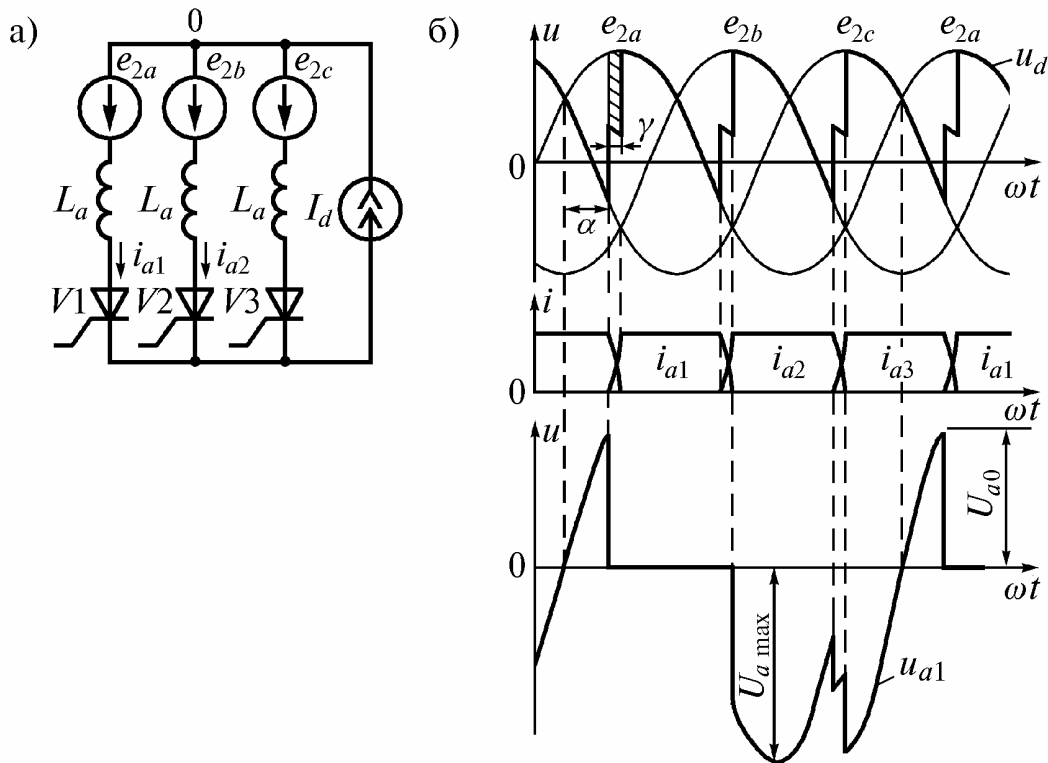 а)
0
e2a
e2b
e2c
La
La
La
Id
ia1
ia2
V1
V2
V3
б)
u
e2a
e2b
e2c
e2a
ud
γ
0
ωt
α
i
ia1
ia2
ia3
ia1
0
ωt
u
Ua0
0
ωt
Ua max
ua1